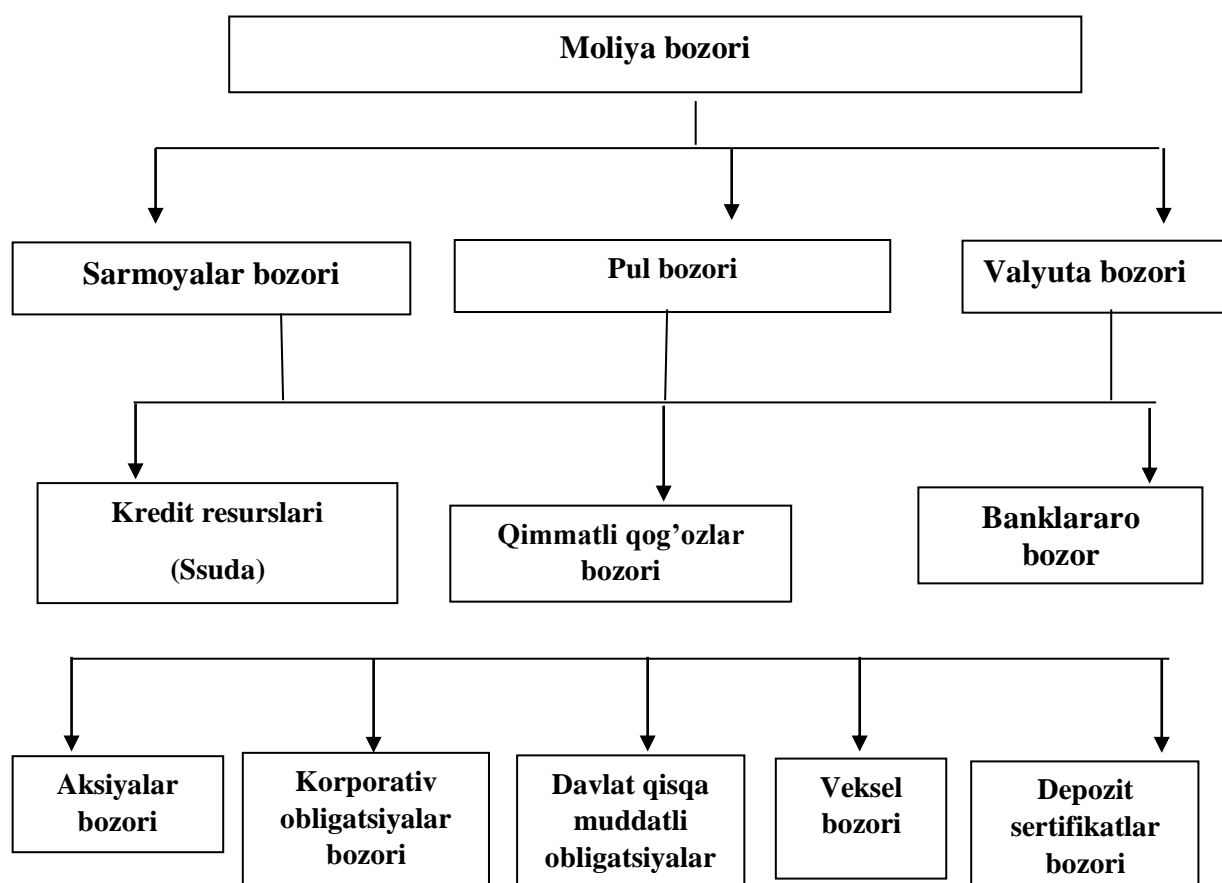 Moliya bozori
Sarmoyalar bozori
Pul bozori
Valyuta bozori
Kredit resurslari
(Ssuda)
Qimmatli qog’ozlar
bozori
Banklararo
bozor
Aksiyalar
bozori
Korporativ
obligatsiyalar
bozori
Davlat qisqa
muddatli
obligatsiyalar
Veksel
bozori
Depozit
sertifikatlar
bozori